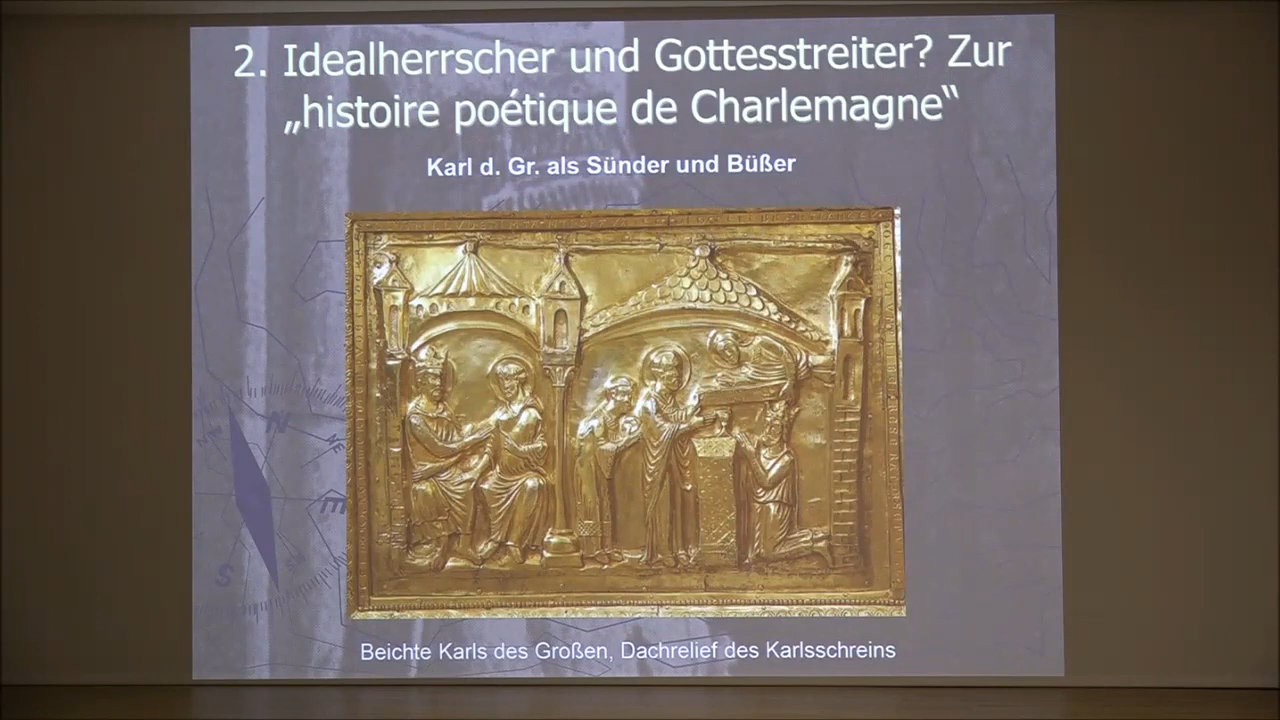 2. Idealherrscher und Gottesstreiter? Zur
„histoire poétique de Charlemagne“
Karl d. Gr. als Sünder und Büßer
N
NE
E
S
Beichte Karls des Großen, Dachrelief des Karlsschreins